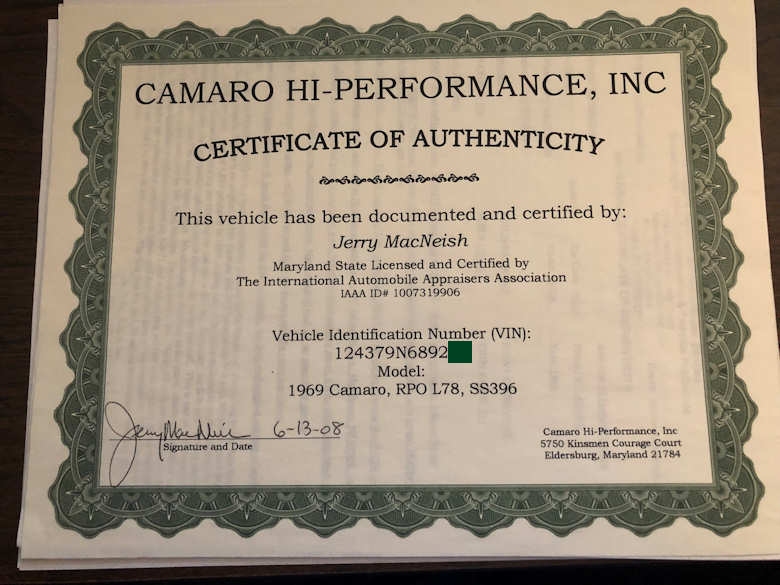 CAMARO HI-PERFORMANCE, INC
CERTIFICATE OF AUTHENTICITY
This vehicle has been documented and certified by:
Jerry MacNeish
Maryland State Licensed and Certified by
The International Automobile Appraisers Association
IAAA ID# 1007319906
Vehicle Identification Number (VIN):
124379N6892
Model:
1969 Camaro, RPO L78, SS396
Jerry MacNeish 6-13-08
Signature and Date
Camaro Hi-Performance, Inc
5750 Kinsmen Courage Court
Eldersburg, Maryland 21784